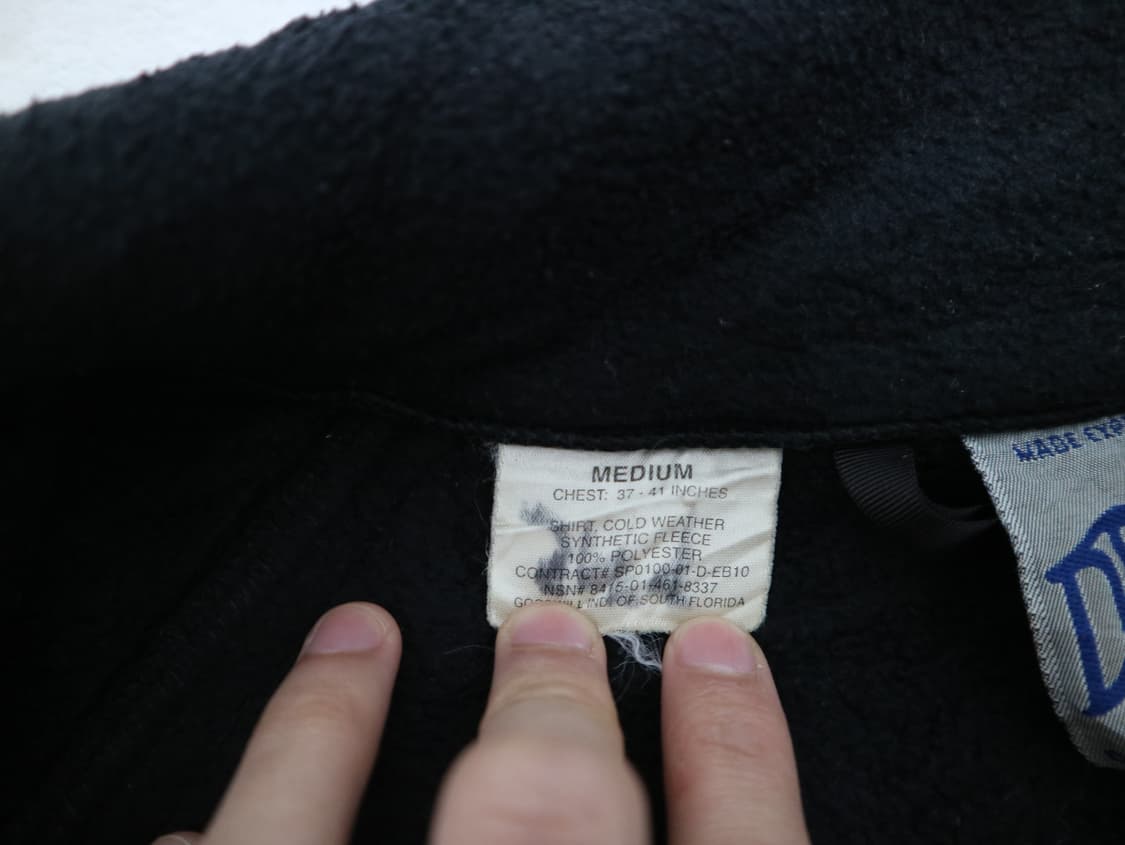 MEDIUM
CHEST: 37 - 41 INCHES
SHIRT, COLD WEATHER
SYNTHETIC FLEECE
100% POLYESTER
CONTRACT# SP0100-01-D-EB10
NSN# 8415-01-461-8337
GOODWILL IND. OF SOUTH FLORIDA
MADE